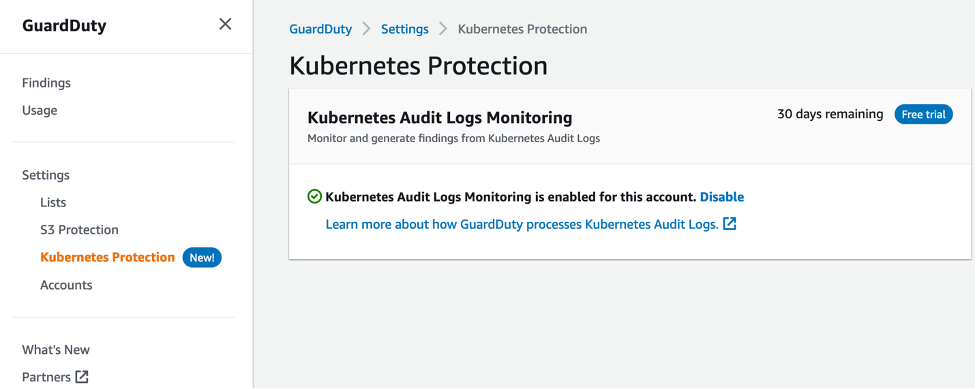 GuardDuty
Findings
Usage
Settings
Lists
S3 Protection
Kubernetes Protection New!
Accounts
What's New
Partners
GuardDuty > Settings > Kubernetes Protection
Kubernetes Protection
Kubernetes Audit Logs Monitoring
30 days remaining Free trial
Monitor and generate findings from Kubernetes Audit Logs
Kubernetes Audit Logs Monitoring is enabled for this account. Disable
Learn more about how GuardDuty processes Kubernetes Audit Logs.